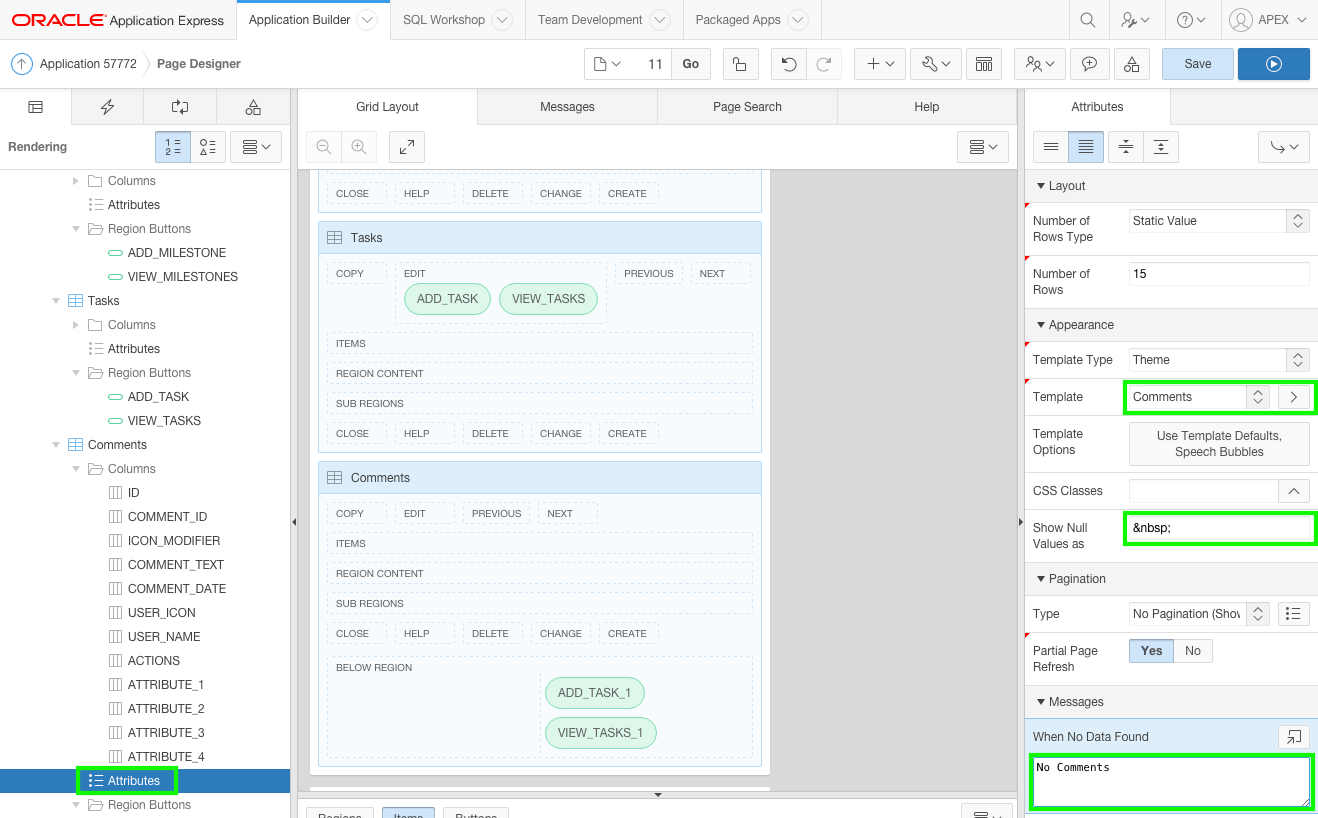 ORACLE Application Express
Application Builder
SQL Workshop
Team Development
Packaged Apps
APEX
Application 57772
Page Designer
11
Go
Save
Grid Layout
Messages
Page Search
Help
Attributes
Rendering
Columns
Attributes
Region Buttons
ADD_MILESTONE
VIEW_MILESTONES
Tasks
Columns
Attributes
Region Buttons
ADD_TASK
VIEW_TASKS
Comments
Columns
ID
COMMENT_ID
ICON_MODIFIER
COMMENT_TEXT
COMMENT_DATE
USER_ICON
USER_NAME
ACTIONS
ATTRIBUTE_1
ATTRIBUTE_2
ATTRIBUTE_3
ATTRIBUTE_4
Attributes
Region Buttons
CLOSE HELP DELETE CHANGE CREATE
Tasks
COPY EDIT PREVIOUS NEXT
ADD_TASK VIEW_TASKS
ITEMS
REGION CONTENT
SUB REGIONS
CLOSE HELP DELETE CHANGE CREATE
Comments
COPY EDIT PREVIOUS NEXT
ITEMS
REGION CONTENT
SUB REGIONS
CLOSE HELP DELETE CHANGE CREATE
BELOW REGION
ADD_TASK_1
VIEW_TASKS_1
Regions Items Buttons
Layout
Number of
Rows Type
Static Value
Number of
Rows
15
Appearance
Template Type
Theme
Template
Comments
Template
Options
Use Template Defaults,
Speech Bubbles
CSS Classes
Show Null
Values as
&amp;nbsp;
Pagination
Type
No Pagination (Show
Partial Page
Refresh
Yes No
Messages
When No Data Found
No Comments